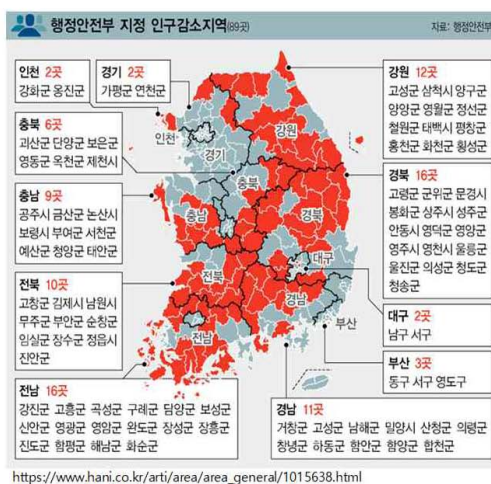 행정안전부 지정 인구감소지역(89곳)
자료: 행정안전부
인천 2곳
강화군 옹진군
경기 2곳
가평군 연천군
충북 6곳
괴산군 단양군 보은군
영동군 옥천군 제천시
충남 9곳
공주시 금산군 논산시
보령시 부여군 서천군
예산군 청양군 태안군
전북 10곳
고창군 김제시 남원시
무주군 부안군 순창군
임실군 장수군 정읍시
진안군
전남 16곳
강진군 고흥군 곡성군 구례군 담양군 보성군
신안군 영광군 영암군 완도군 장성군 장흥군
진도군 함평군 해남군 화순군
강원 12곳
고성군 삼척시 양구군
양양군 영월군 정선군
철원군 태백시 평창군
홍천군 화천군 횡성군
경북 16곳
고령군 군위군 문경시
봉화군 상주시 성주군
안동시 영덕군 영양군
영주시 영천시 울릉군
울진군 의성군 청도군
청송군
대구 2곳
남구 서구
부산 3곳
동구 서구 영도구
경남 11곳
거창군 고성군 남해군 밀양시 산청군 의령군
창녕군 하동군 함안군 함양군 합천군
인천
경기
강원
충북
충남
경북
대구
전북
경남
부산
전남
https://www.hani.co.kr/arti/area/area_general/1015638.html